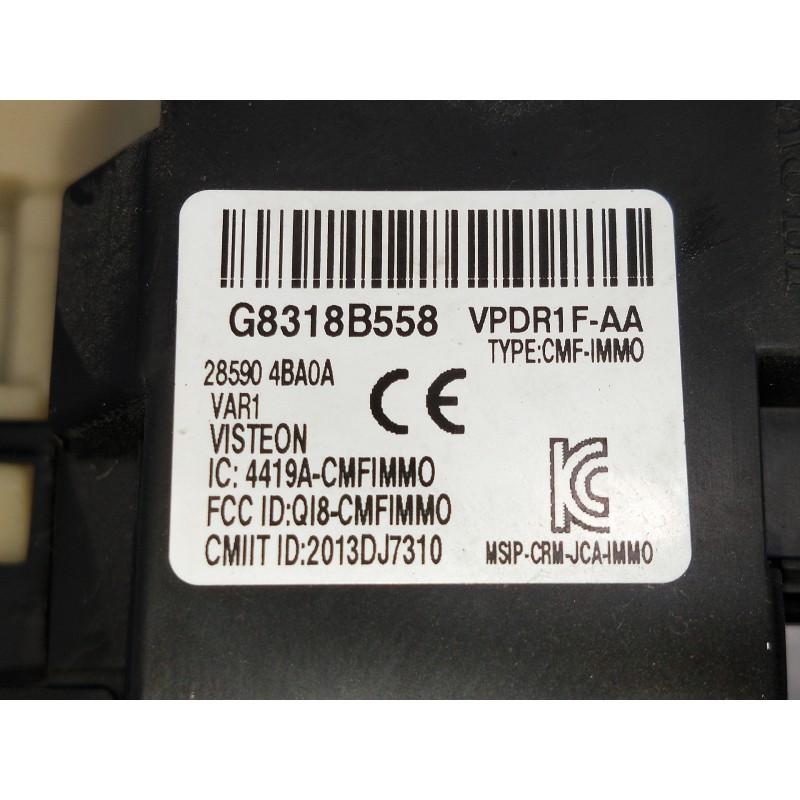 G8318B558 VPDR1F-AA
TYPE:CMF-IMMO
28590 4BA0A
VAR1
VISTEON
IC: 4419A-CMFIMMO
FCC ID:QI8-CMFIMMO
CMIIT ID:2013DJ7310
MSIP-CRM-JCA-IMMO